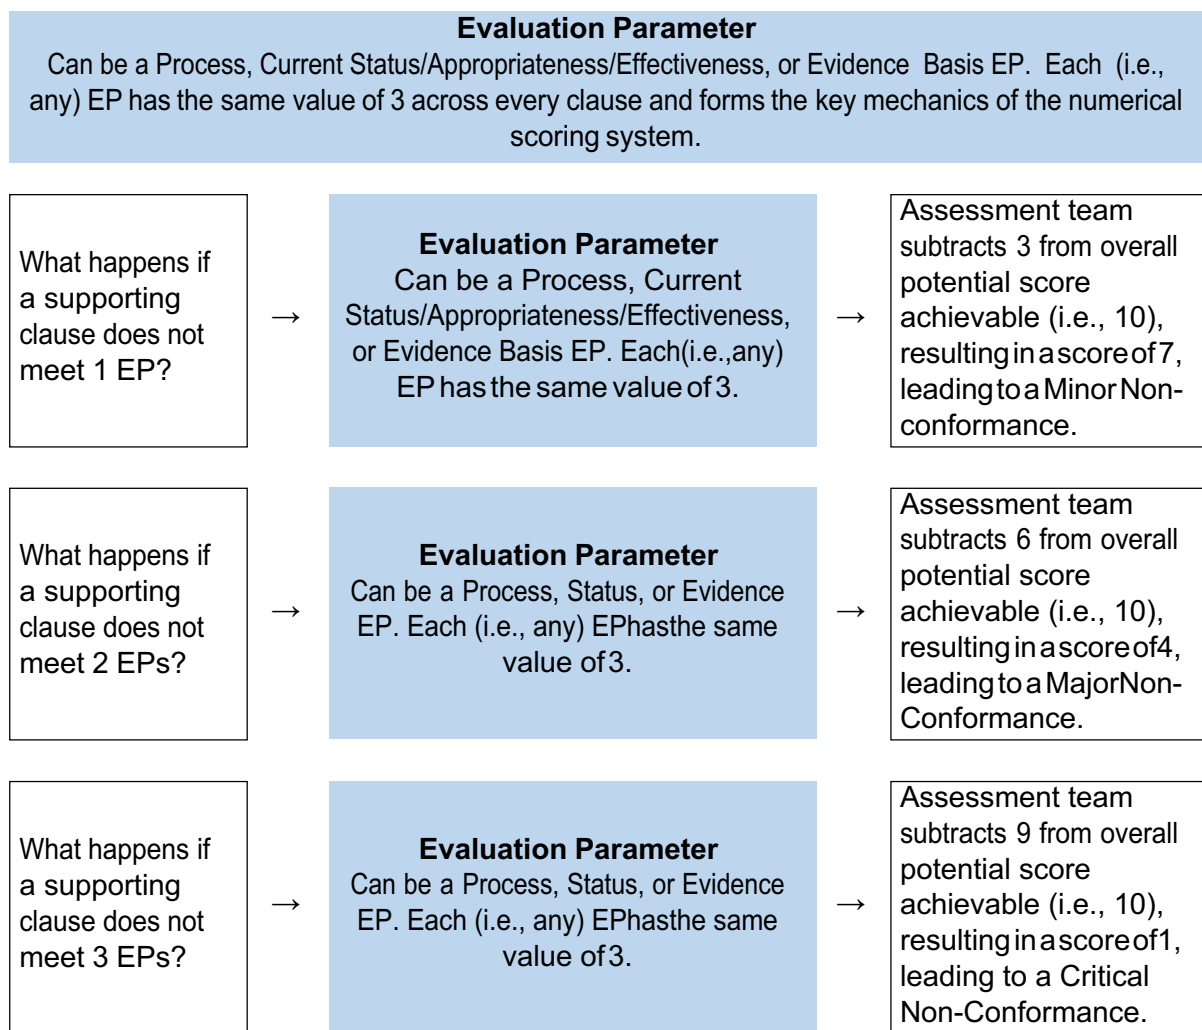 Evaluation Parameter
Can be a Process, Current Status/Appropriateness/Effectiveness, or Evidence Basis EP. Each (i.e.,
any) EP has the same value of 3 across every clause and forms the key mechanics of the numerical
scoring system.
What happens if
a supporting
clause does not
meet 1 EP?
→
Evaluation Parameter
Can be a Process, Current
Status/Appropriateness/Effectiveness,
or Evidence Basis EP. Each(i.e.,any)
EP has the same value of 3.
→
Assessment team
subtracts 3 from overall
potential score
achievable (i.e., 10),
resulting in a score of 7,
leading to a Minor Non-
conformance.
What happens if
a supporting
clause does not
meet 2 EPs?
→
Evaluation Parameter
Can be a Process, Status, or Evidence
EP. Each (i.e., any) EPhasthe same
value of 3.
→
Assessment team
subtracts 6 from overall
potential score
achievable (i.e., 10),
resulting in a score of4,
leading to a MajorNon-
Conformance.
What happens if
a supporting
clause does not
meet 3 EPs?
→
Evaluation Parameter
Can be a Process, Status, or Evidence
EP. Each (i.e., any) EPhasthe same
value of 3.
→
Assessment team
subtracts 9 from overall
potential score
achievable (i.e., 10),
resulting in a score of1,
leading to a Critical
Non-Conformance.